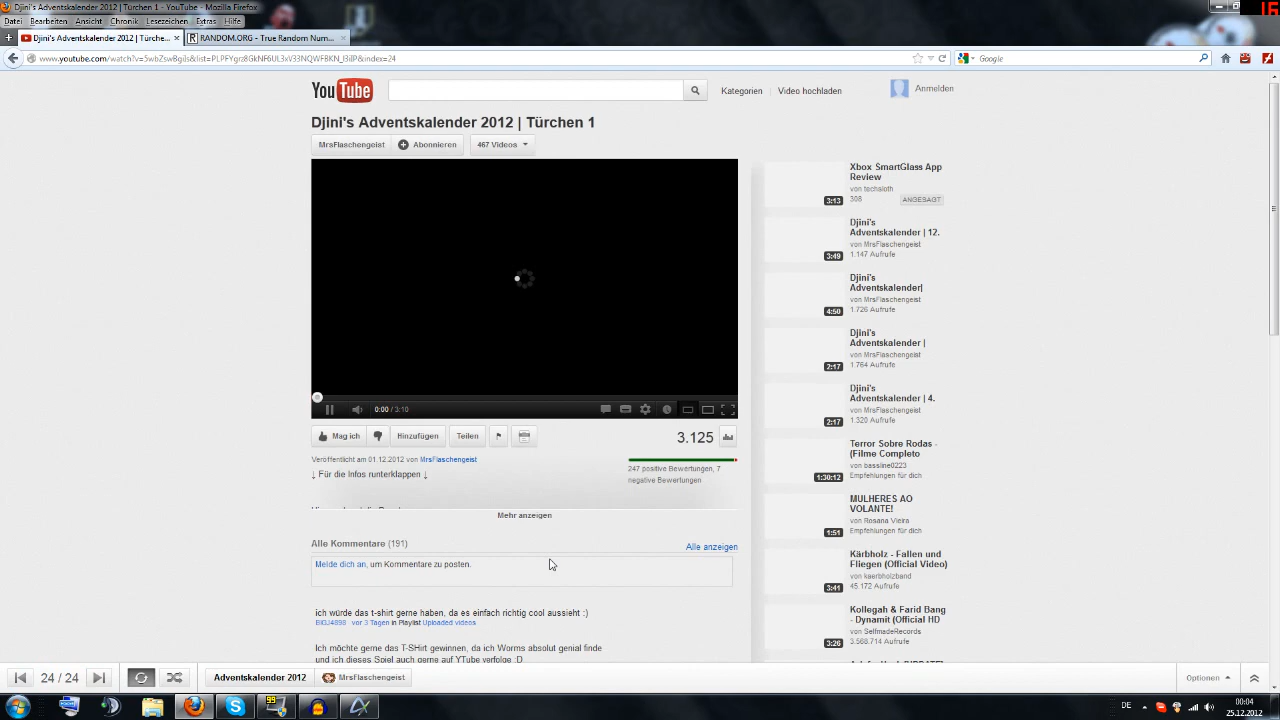 Djini's Adventskalender 2012 | Türchen 1 - YouTube - Mozilla Firefox
16
Datei Bearbeiten Ansicht Chronik Lesezeichen Extras Hilfe
Djini's Adventskalender 2012 | Türche... ×
RANDOM.ORG - True Random Num... ×
Google
YouTube
Kategorien | Video hochladen
Anmelden
Djini's Adventskalender 2012 | Türchen 1
MrsFlaschengeist Abonnieren 467 Videos
0:00 / 3:10
Mag ich Hinzufügen Teilen
3.125
Veröffentlicht am 01.12.2012 von MrsFlaschengeist
↓ Für die Infos runterklappen ↓
247 positive Bewertungen, 7
negative Bewertungen
Mehr anzeigen
Alle Kommentare (191)
Alle anzeigen
Melde dich an, um Kommentare zu posten.
ich würde das t-shirt gerne haben, da es einfach richtig cool aussieht :)
vor 3 Tagen in Playlist Uploaded videos
Ich möchte gerne das T-SHirt gewinnen, da ich Worms absolut genial finde
und ich dieses Spiel auch gerne auf YTube verfolge :D
Xbox SmartGlass App
Review
von techsloth
308 ANGESAGT
3:13
Djini's
Adventskalender | 12.
von MrsFlaschengeist
1.147 Aufrufe
3:49
Djini's
Adventskalender|
von MrsFlaschengeist
1.726 Aufrufe
4:50
Djini's
Adventskalender |
von MrsFlaschengeist
1.764 Aufrufe
2:17
Djini's
Adventskalender | 4.
von MrsFlaschengeist
1.320 Aufrufe
2:17
Terror Sobre Rodas -
(Filme Completo
von bassline0223
Empfehlungen für dich
1:30:12
MULHERES AO
VOLANTE!
von Rosana Vieira
Empfehlungen für dich
1:51
Kärbholz - Fallen und
Fliegen (Official Video)
von kaerbholzband
45.172 Aufrufe
3:41
Kollegah & Farid Bang
- Dynamit (Official HD
von SelfmadeRecords
3.568.714 Aufrufe
3:26
24 / 24
Adventskalender 2012
MrsFlaschengeist
Optionen
99
DE
00:04
25.12.2012